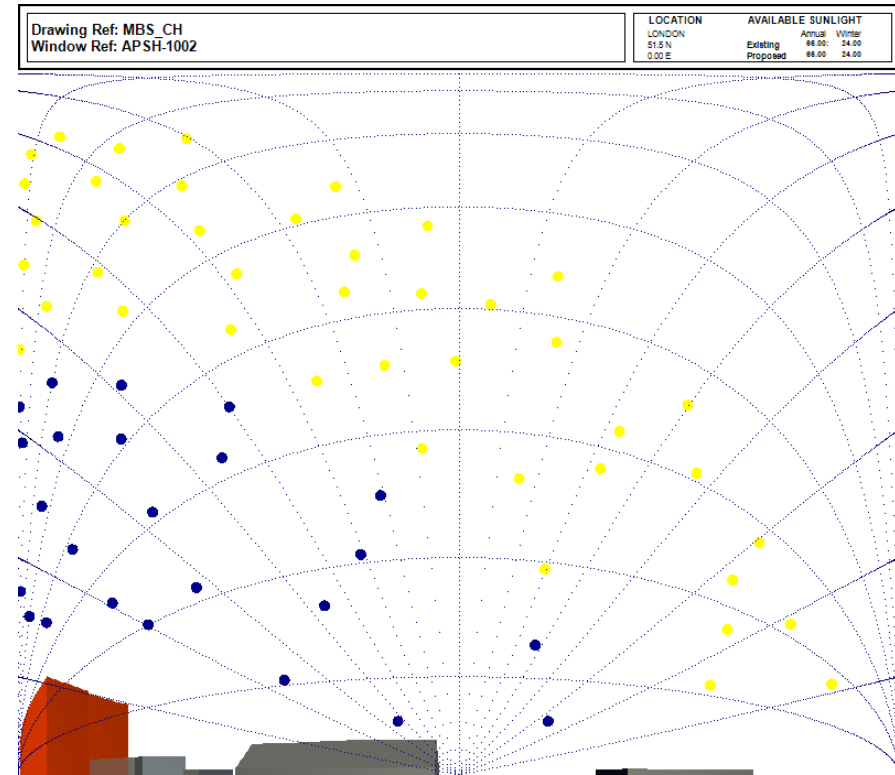 Drawing Ref: MBS_CH
Window Ref: APSH-1002
LOCATION
LONDON
51.5 N
0.00 E
AVAILABLE SUNLIGHT
Annual Winter
Existing 66.00: 24.00
Proposed 66.00 24.00